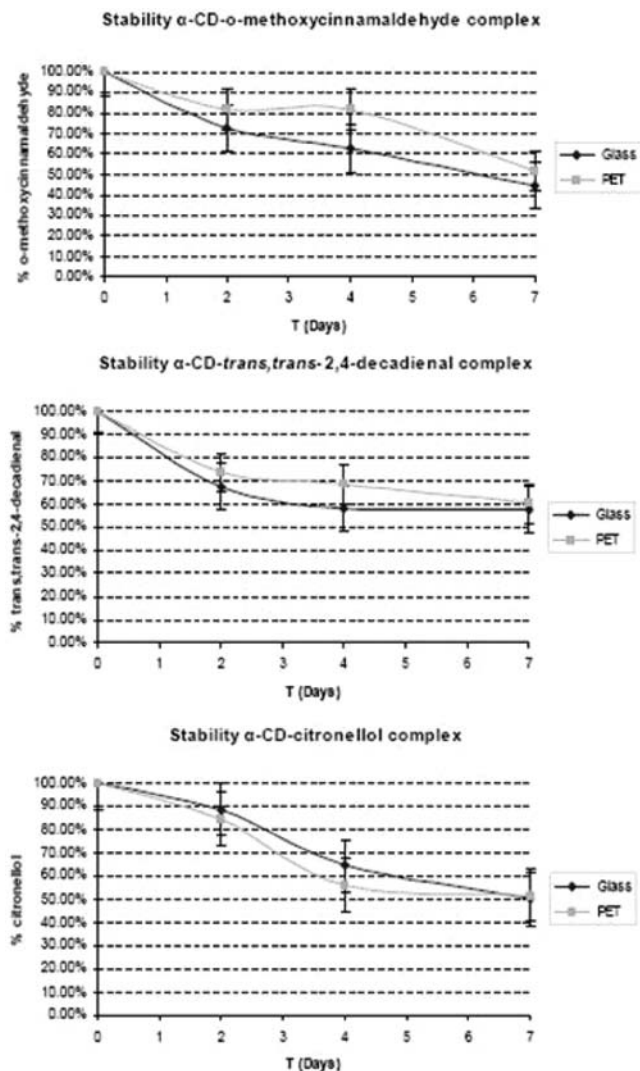 Stability α-CD-o-methoxycinnamaldehyde complex
% o-methoxycinnamaldehyde
100.00%
90.00%
80.00%
70.00%
60.00%
50.00%
40.00%
30.00%
20.00%
10.00%
0.00%
0 1 2 3 4 5 6 7
T (Days)
Glass
PET
Stability α-CD-trans,trans-2,4-decadienal complex
% trans,trans-2,4-decadienal
100.00%
90.00%
80.00%
70.00%
60.00%
50.00%
40.00%
30.00%
20.00%
10.00%
0.00%
0 1 2 3 4 5 6 7
T (Days)
Glass
PET
Stability α-CD-citronellol complex
% citronellol
100.00%
90.00%
80.00%
70.00%
60.00%
50.00%
40.00%
30.00%
20.00%
10.00%
0.00%
0 1 2 3 4 5 6 7
T (Days)
Glass
PET